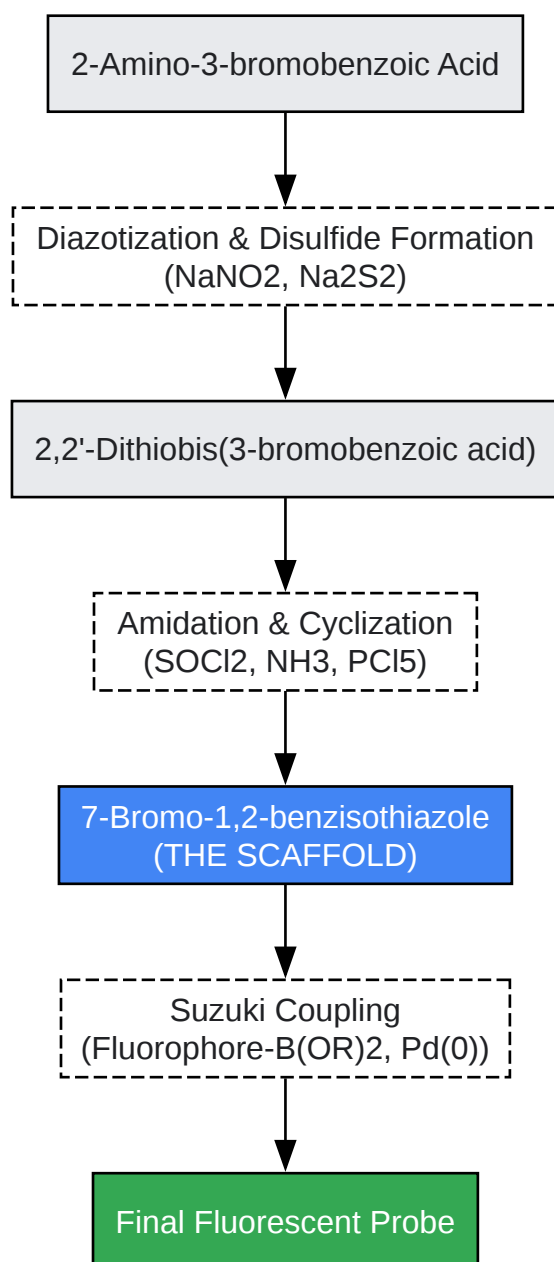 2-Amino-3-bromobenzoic Acid
Diazotization & Disulfide Formation
(NaNO2, Na2S2)
2,2'-Dithiobis(3-bromobenzoic acid)
Amidation & Cyclization
(SOCl2, NH3, PCl5)
7-Bromo-1,2-benzisothiazole
(THE SCAFFOLD)
Suzuki Coupling
(Fluorophore-B(OR)2, Pd(0))
Final Fluorescent Probe